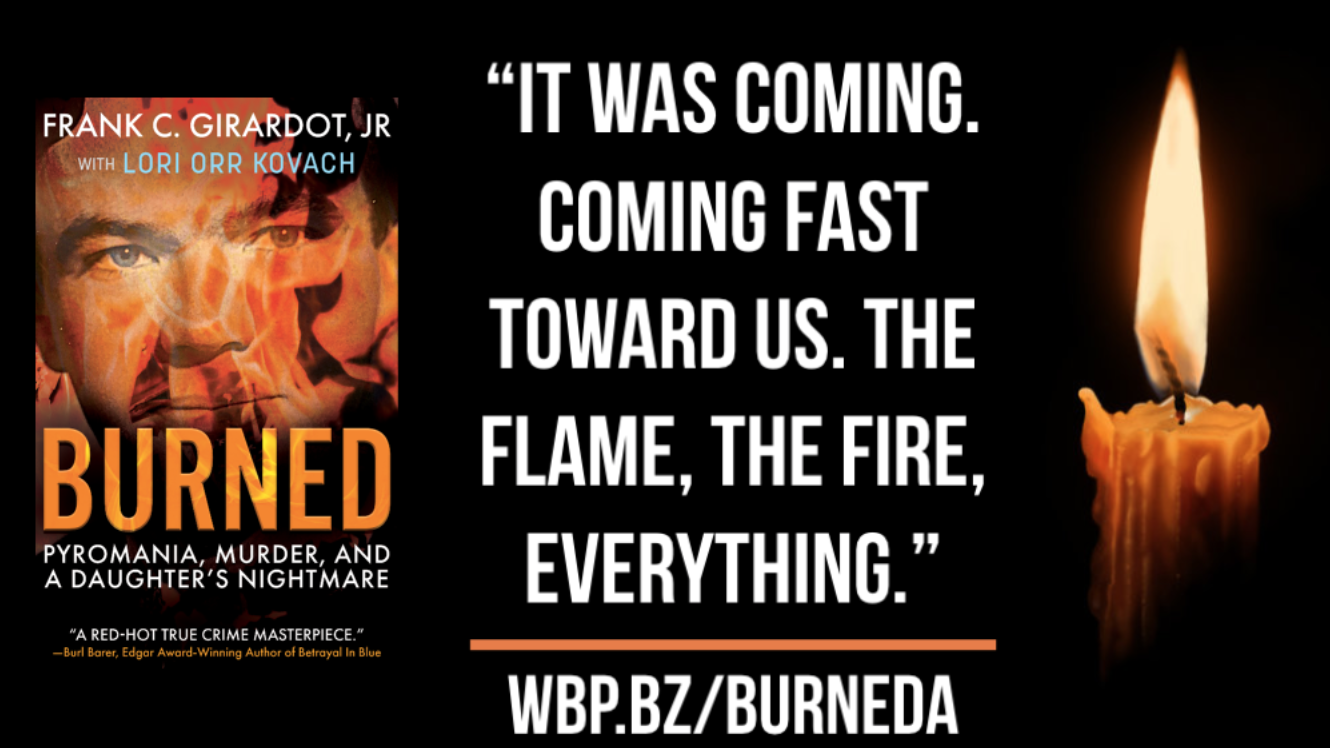 FRANK C. GIRARDOT, JR
WITH LORI ORR KOVACH
BURNED
PYROMANIA, MURDER, AND
A DAUGHTER'S NIGHTMARE
"A RED-HOT TRUE CRIME MASTERPIECE."
—Burl Barer, Edgar Award-Winning Author of Betrayal In Blue
“IT WAS COMING.
COMING FAST
TOWARD US. THE
FLAME, THE FIRE,
EVERYTHING.”
WBP.BZ/BURNEDA